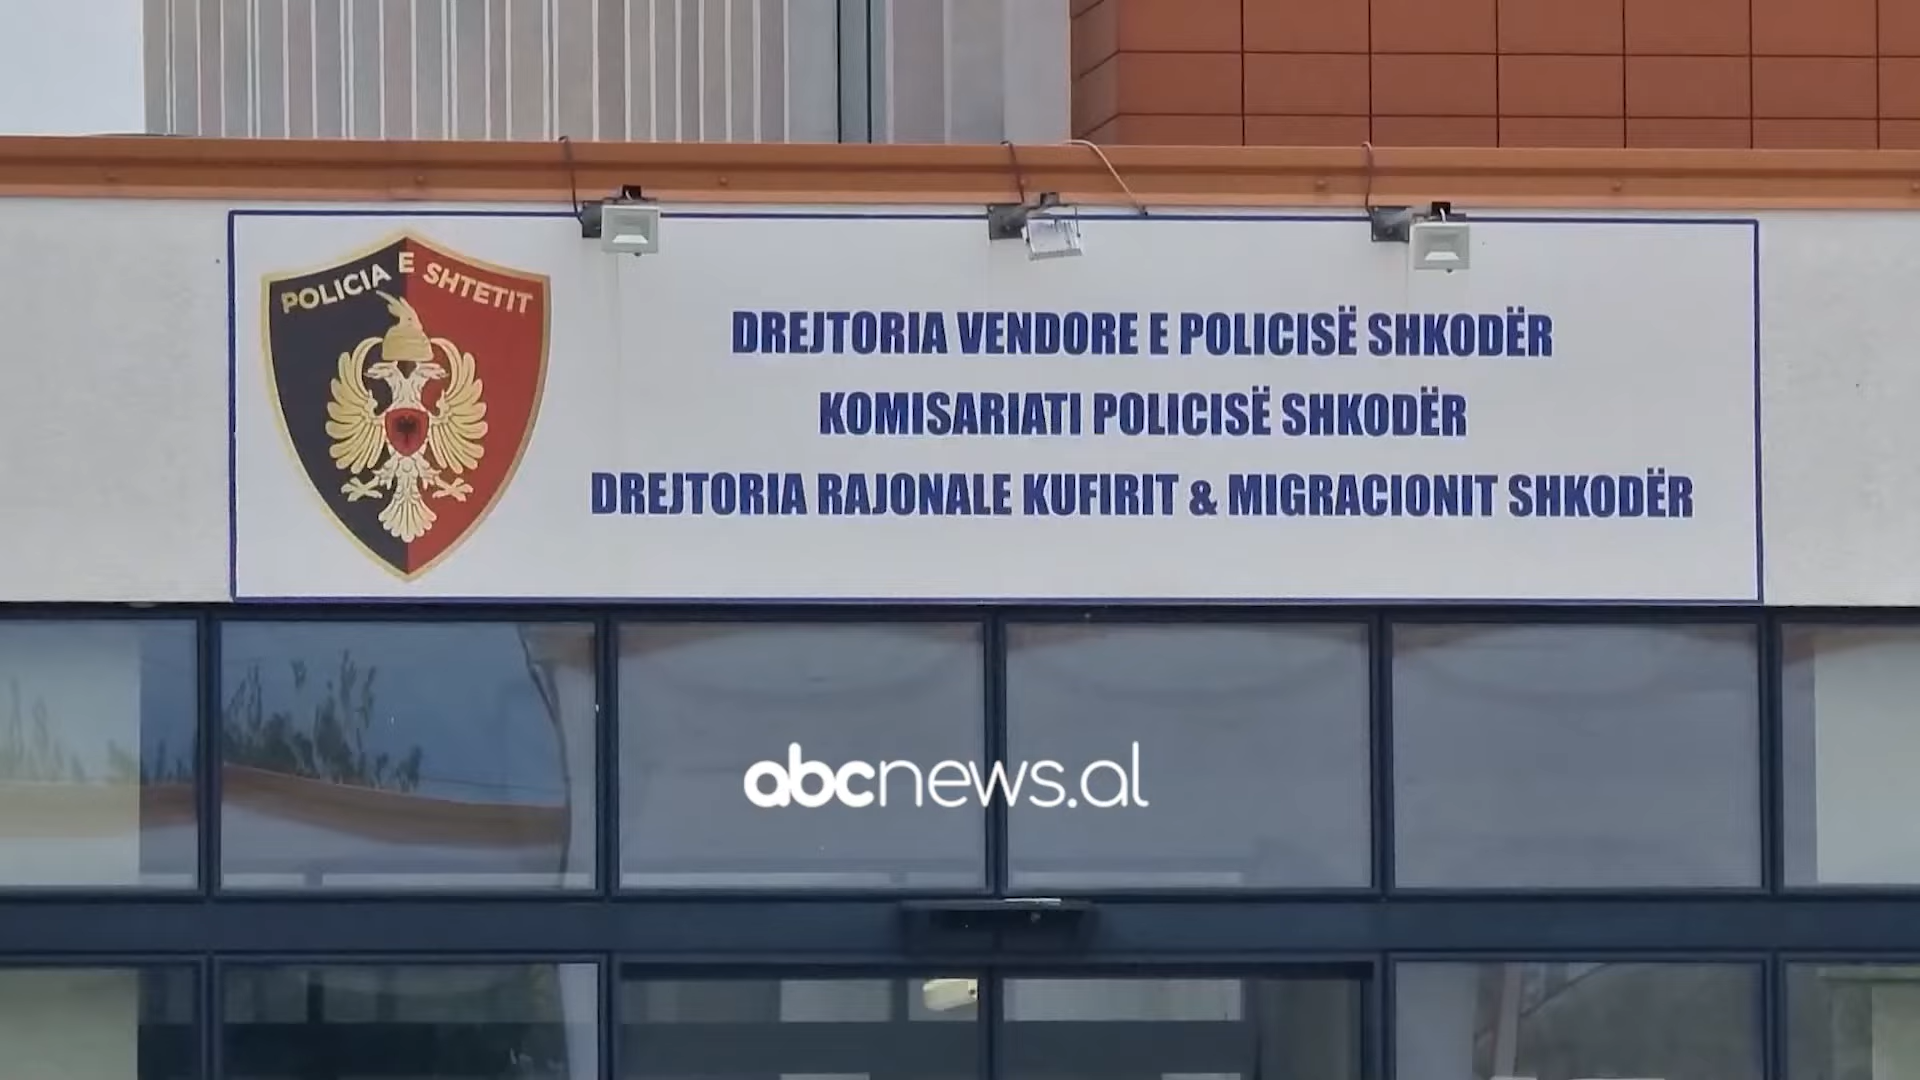 POLICIA E SHTETIT
DREJTORIA VENDORE E POLICISË SHKODËR
KOMISARIATI POLICISË SHKODËR
DREJTORIA RAJONALE KUFIRIT & MIGRACIONIT SHKODËR
abcnews.al